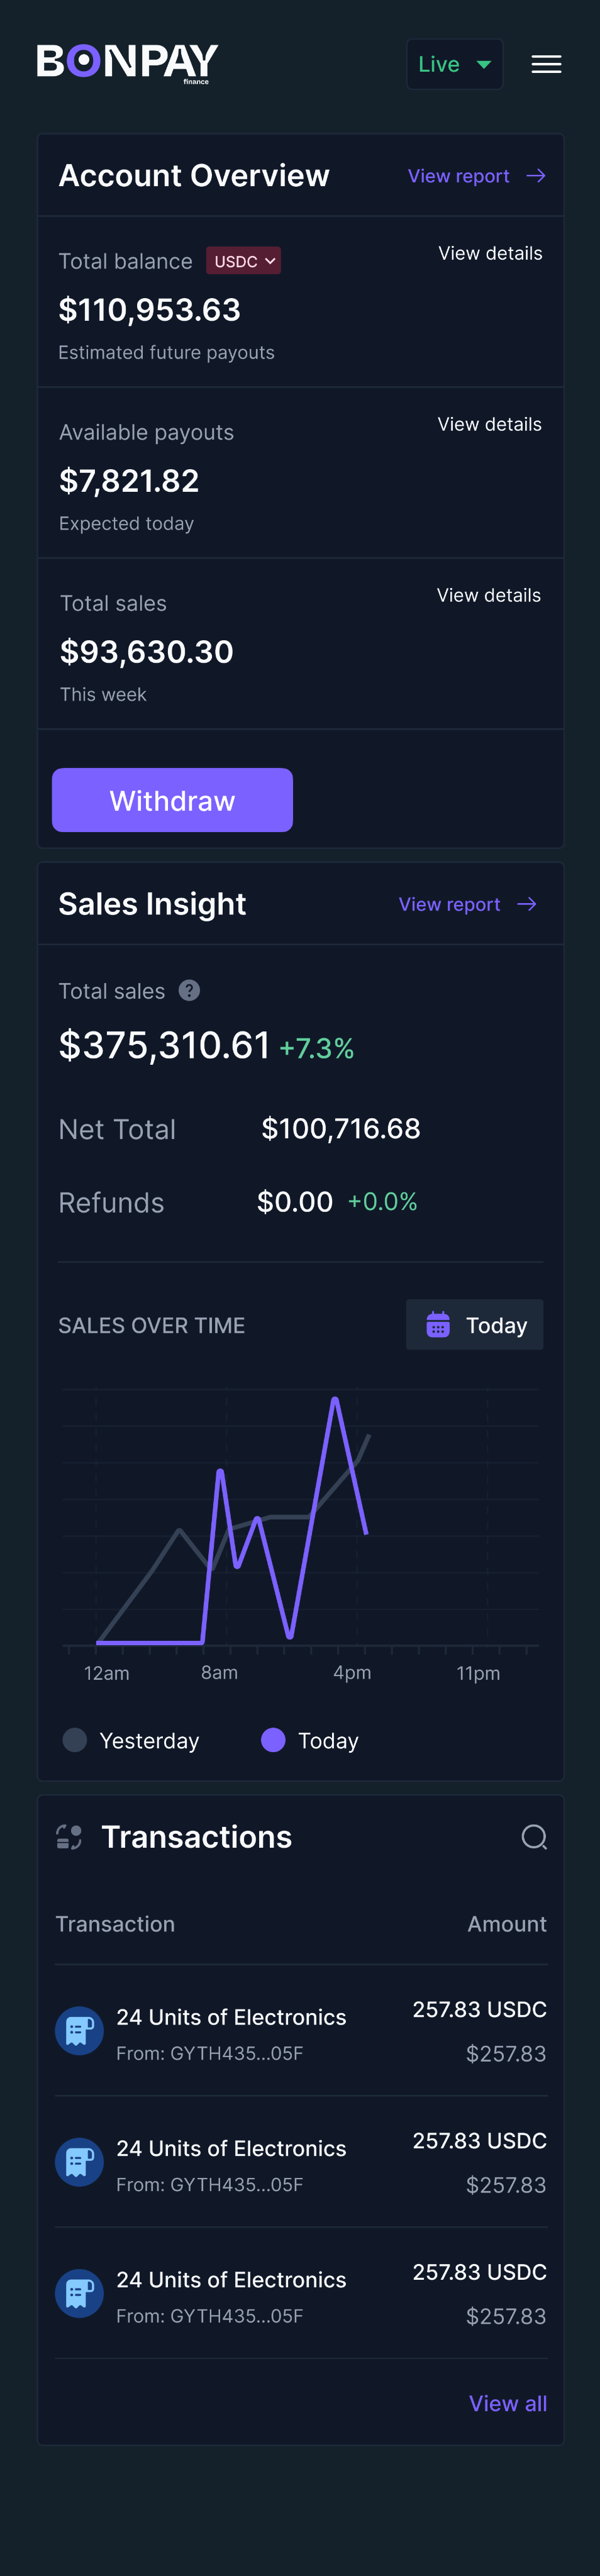 BONPAY
finance
Live
Account Overview
View report
Total balance
USDC
View details
$110,953.63
Estimated future payouts
Available payouts
View details
$7,821.82
Expected today
Total sales
View details
$93,630.30
This week
Withdraw
Sales Insight
View report
Total sales
?
$375,310.61 +7.3%
Net Total
$100,716.68
Refunds
$0.00 +0.0%
SALES OVER TIME
Today
12am
8am
4pm
11pm
Yesterday
Today
Transactions
Transaction
Amount
24 Units of Electronics
257.83 USDC
From: GYTH435...05F
$257.83
24 Units of Electronics
257.83 USDC
From: GYTH435...05F
$257.83
24 Units of Electronics
257.83 USDC
From: GYTH435...05F
$257.83
View all